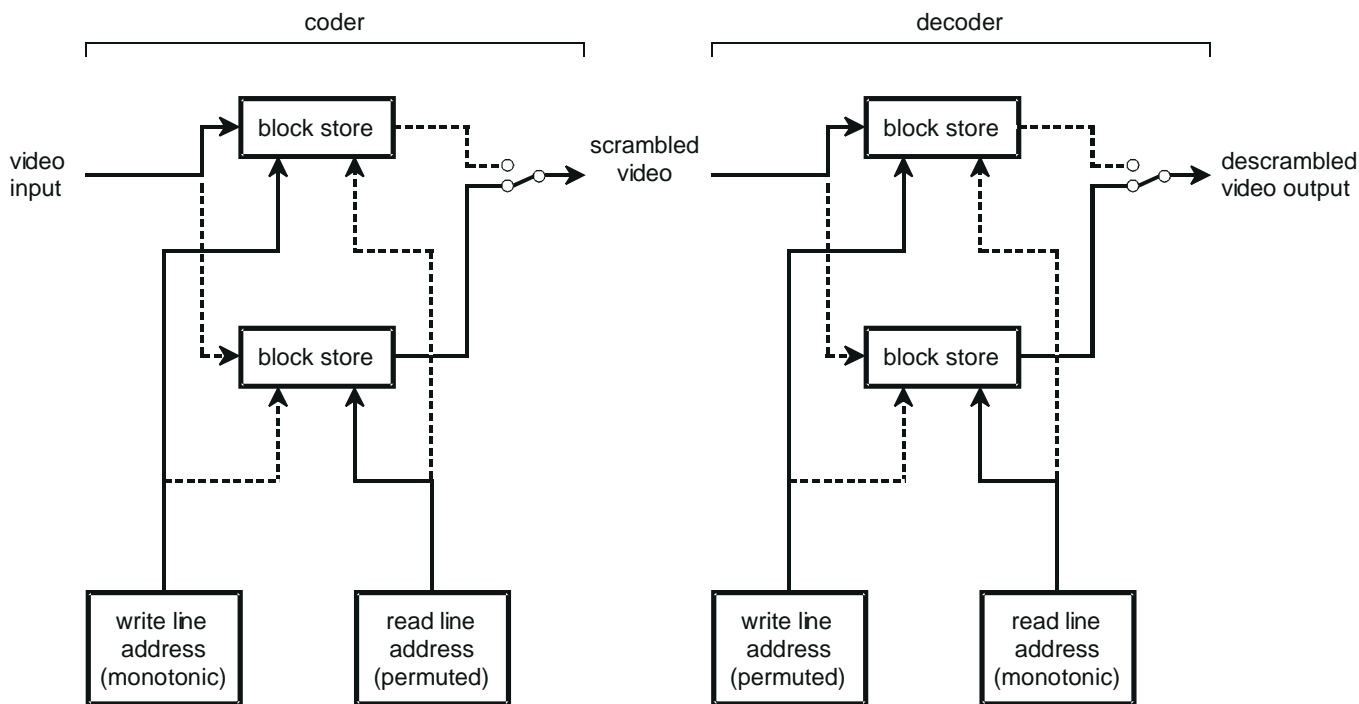 coder
decoder
block store
block store
video
input
scrambled
video
descrambled
video output
block store
block store
write line
address
(monotonic)
read line
address
(permuted)
write line
address
(permuted)
read line
address
(monotonic)